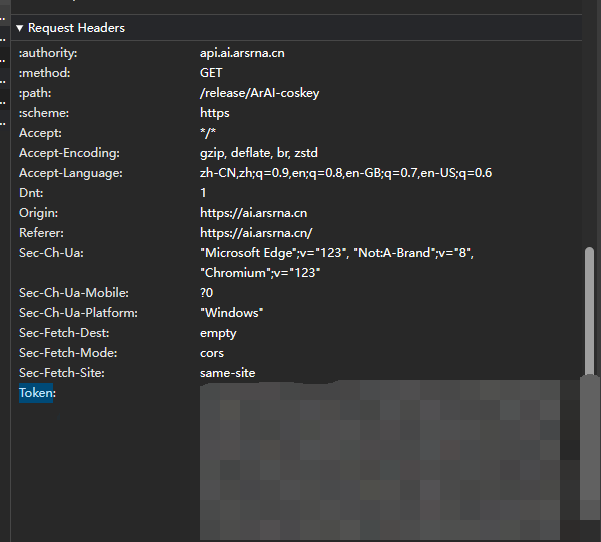 ▼ Request Headers
:authority: api.ai.arsrna.cn
:method: GET
:path: /release/ArAI-coskey
:scheme: https
Accept: */*
Accept-Encoding: gzip, deflate, br, zstd
Accept-Language: zh-CN,zh;q=0.9,en;q=0.8,en-GB;q=0.7,en-US;q=0.6
Dnt: 1
Origin: https://ai.arsrna.cn
Referer: https://ai.arsrna.cn/
Sec-Ch-Ua: "Microsoft Edge";v="123", "Not:A-Brand";v="8",
"Chromium";v="123"
Sec-Ch-Ua-Mobile: ?0
Sec-Ch-Ua-Platform: "Windows"
Sec-Fetch-Dest: empty
Sec-Fetch-Mode: cors
Sec-Fetch-Site: same-site
Token: